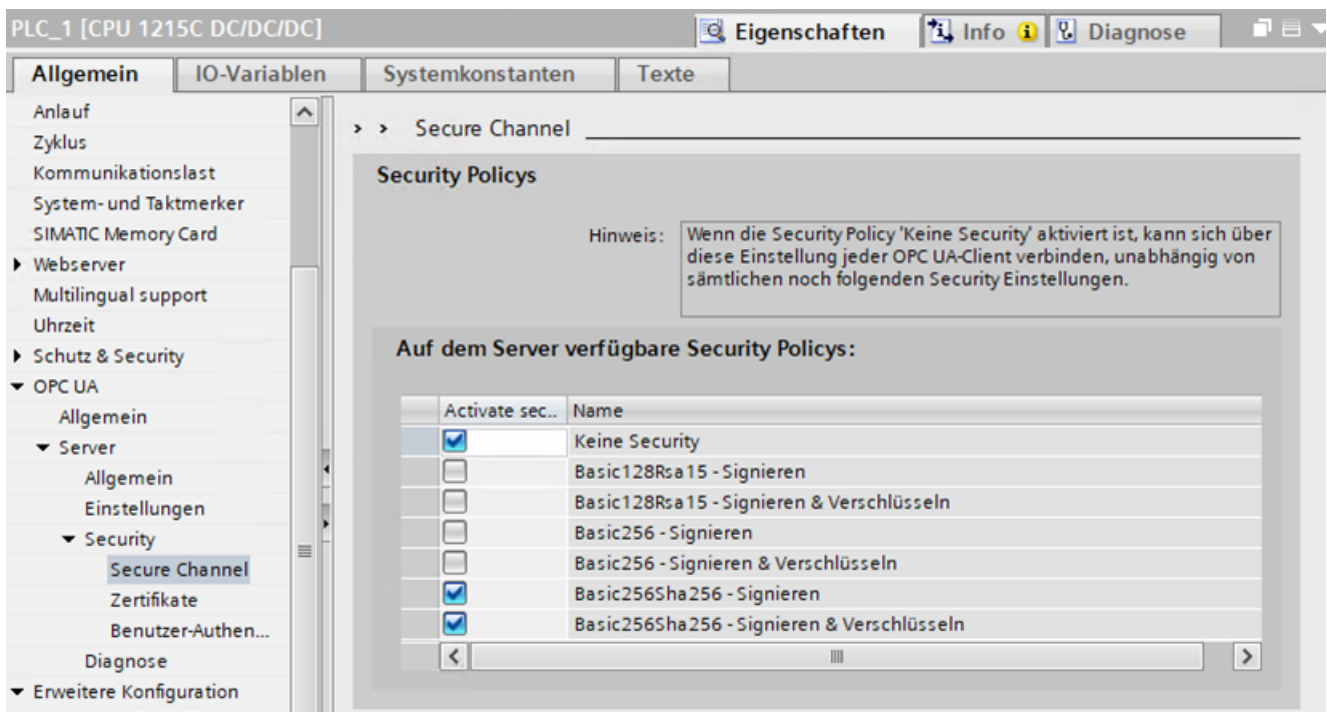 PLC_1 [CPU 1215C DC/DC/DC]
Eigenschaften
Info
Diagnose
Allgemein
IO-Variablen
Systemkonstanten
Texte
Anlauf
Zyklus
Kommunikationslast
System- und Taktmerker
SIMATIC Memory Card
Webserver
Multilingual support
Uhrzeit
Schutz & Security
OPC UA
Allgemein
Server
Allgemein
Einstellungen
Security
Secure Channel
Zertifikate
Benutzer-Authen...
Diagnose
Erweitere Konfiguration
> > Secure Channel
Security Policys
Hinweis:
Wenn die Security Policy 'Keine Security' aktiviert ist, kann sich über
diese Einstellung jeder OPC UA-Client verbinden, unabhängig von
sämtlichen noch folgenden Security Einstellungen.
Auf dem Server verfügbare Security Policys:
Activate sec... Name
Keine Security
Basic128Rsa15 - Signieren
Basic128Rsa15 - Signieren & Verschlüsseln
Basic256 - Signieren
Basic256 - Signieren & Verschlüsseln
Basic256Sha256 - Signieren
Basic256Sha256 - Signieren & Verschlüsseln